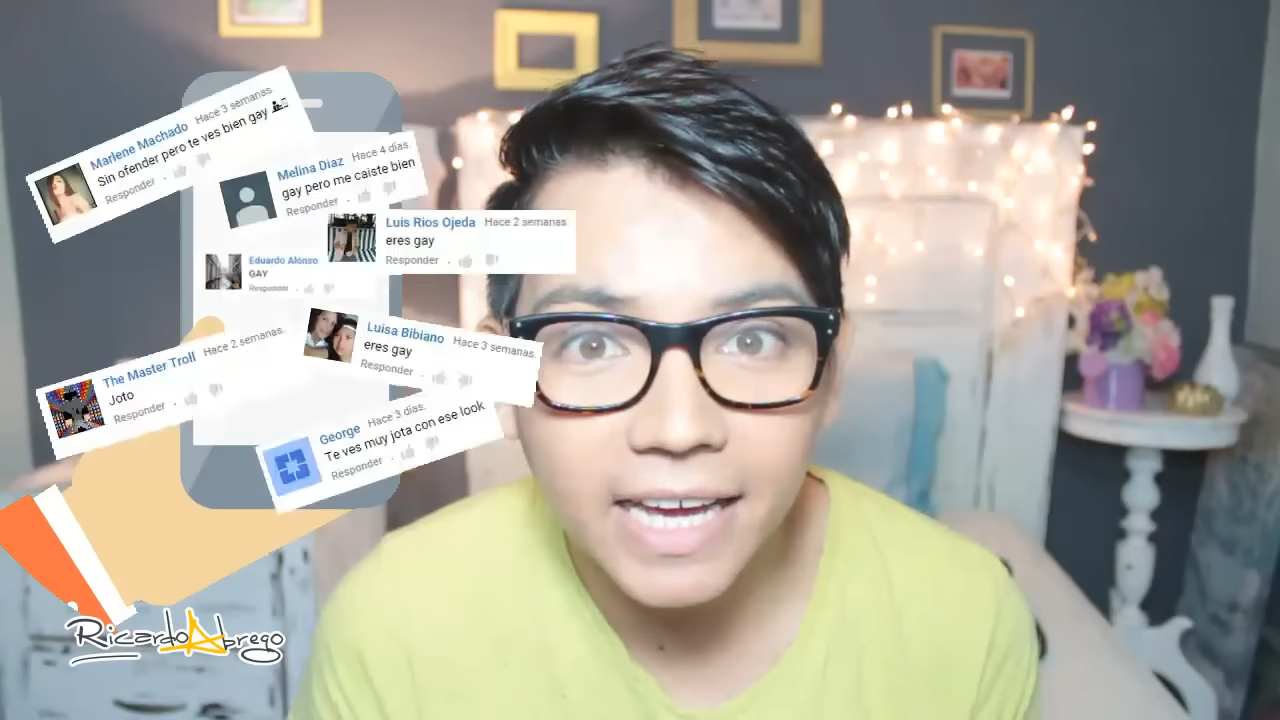 Marlene Machado Hace 3 semanas.
Sin ofender pero te ves bien gay
Responder
Melina Diaz Hace 4 días.
gay pero me caiste bien
Responder
Luis Rios Ojeda Hace 2 semanas.
eres gay
Responder
Eduardo Alonso
GAY
Responder
Luisa Bibiano Hace 3 semanas.
eres gay
Responder
The Master Troll Hace 2 semanas.
Joto
Responder
George Hace 3 días.
Te ves muy jota con ese look
Responder
Ricardo Abrego